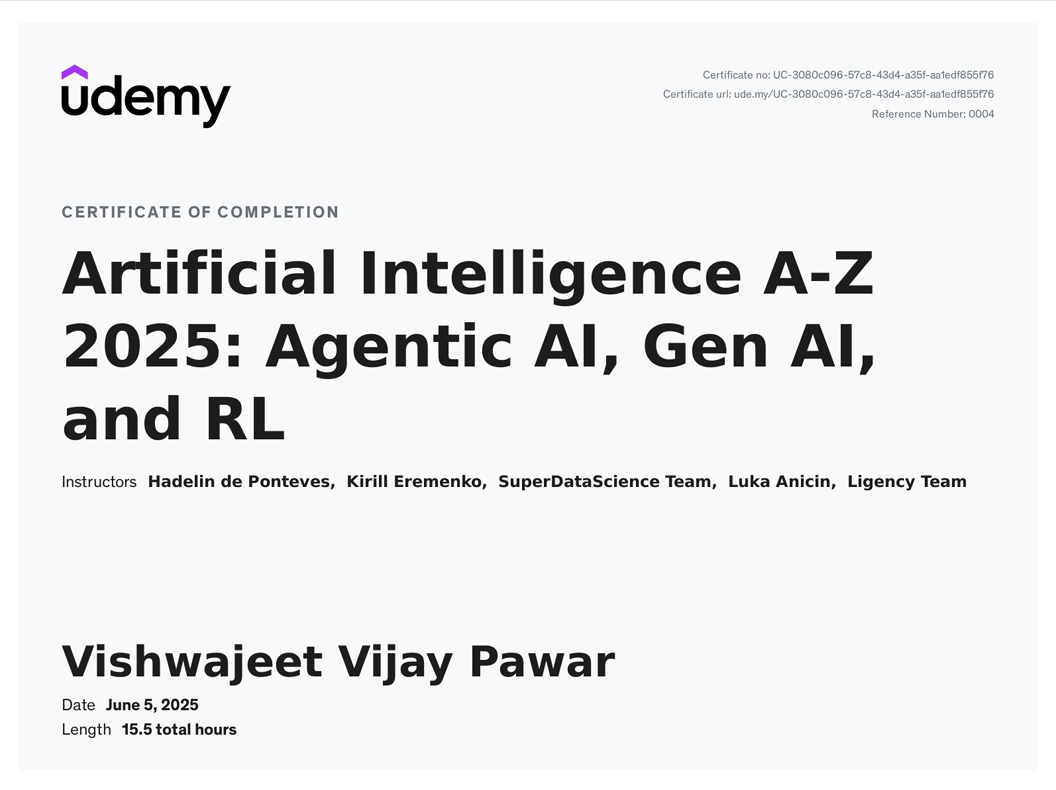 udemy
Certificate no: UC-3080c096-57c8-43d4-a35f-aa1edf855f76
Certificate url: ude.my/UC-3080c096-57c8-43d4-a35f-aa1edf855f76
Reference Number: 0004
CERTIFICATE OF COMPLETION
Artificial Intelligence A-Z
2025: Agentic AI, Gen AI,
and RL
Instructors Hadelin de Ponteves, Kirill Eremenko, SuperDataScience Team, Luka Anicin, Ligency Team
Vishwajeet Vijay Pawar
Date June 5, 2025
Length 15.5 total hours